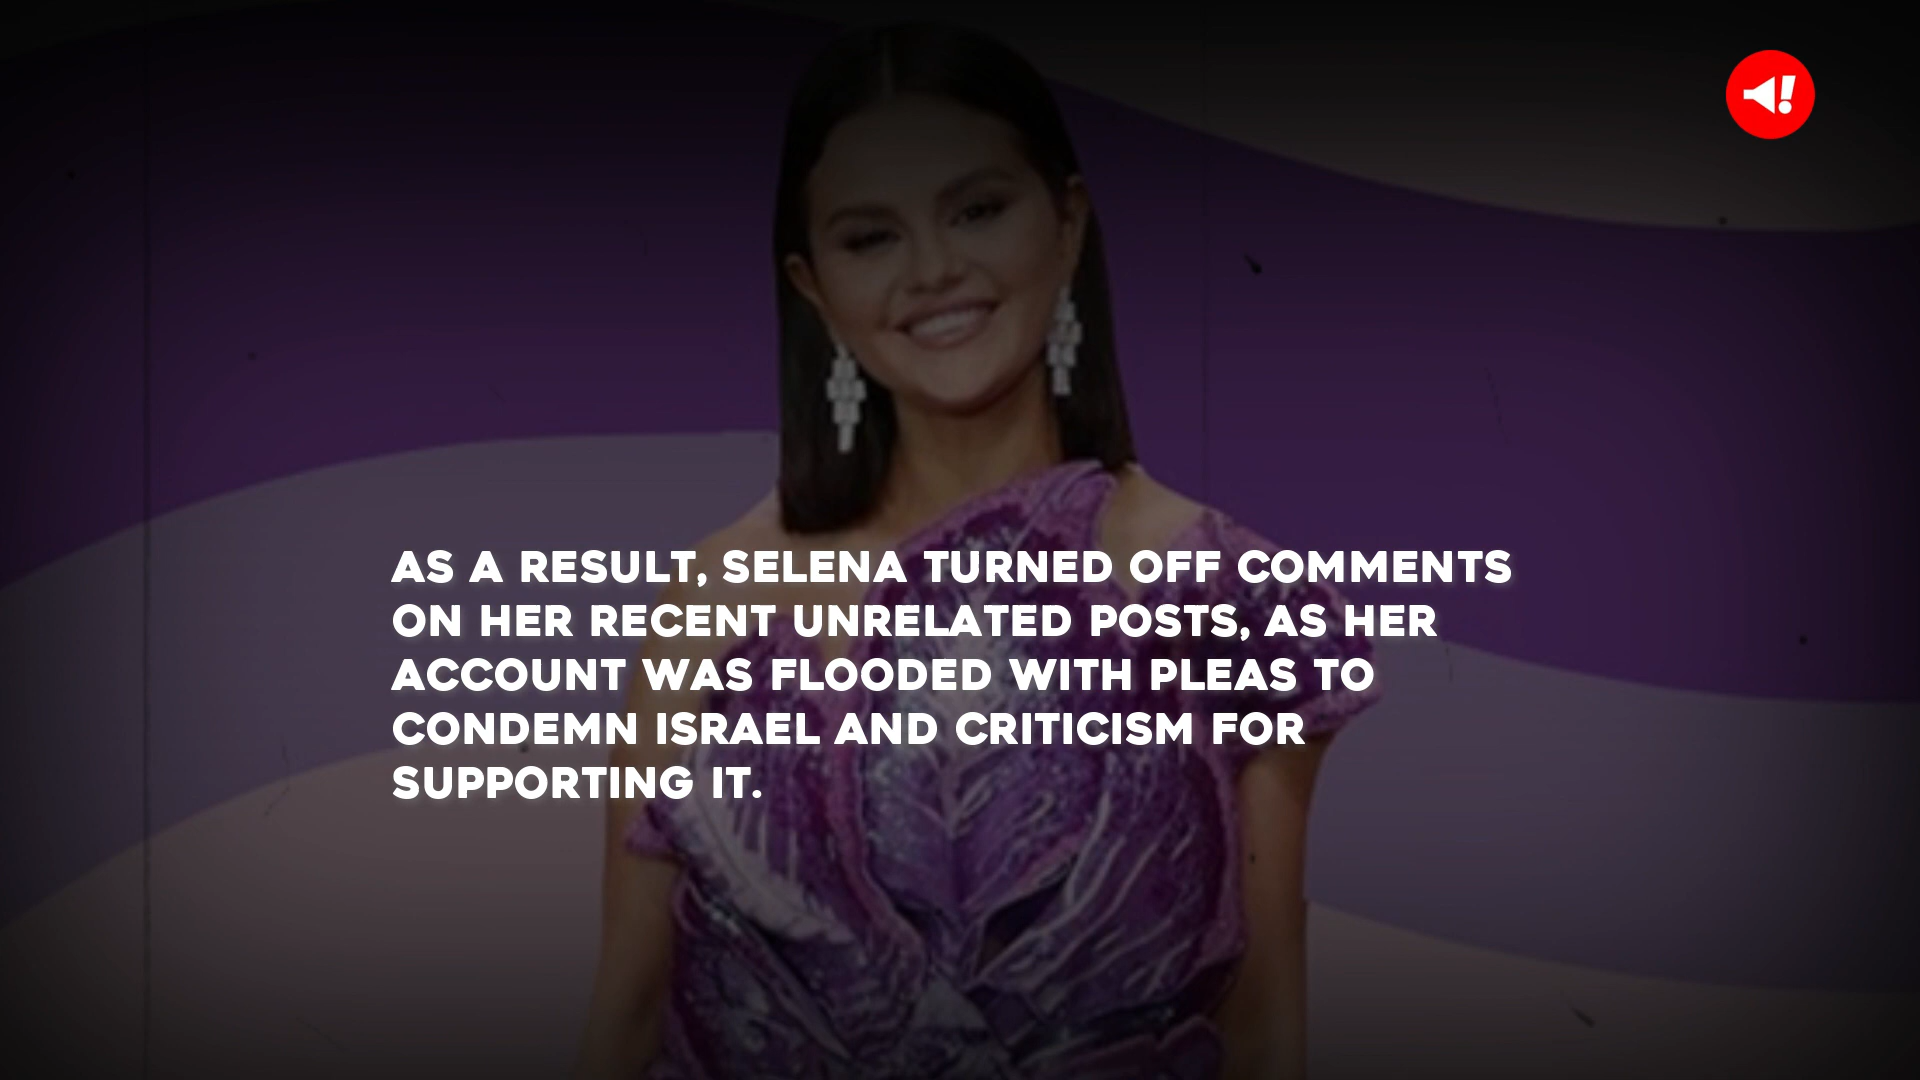 AS A RESULT, SELENA TURNED OFF COMMENTS
ON HER RECENT UNRELATED POSTS, AS HER
ACCOUNT WAS FLOODED WITH PLEAS TO
CONDEMN ISRAEL AND CRITICISM FOR
SUPPORTING IT.